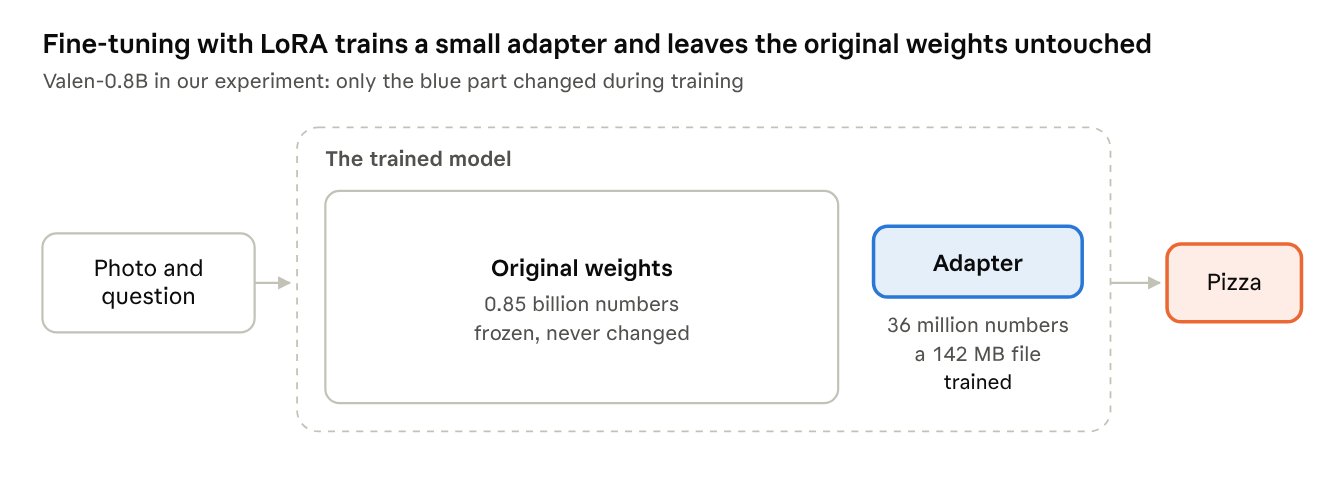 Fine-tuning with LoRA trains a small adapter and leaves the original weights untouched
Valen-0.8B in our experiment: only the blue part changed during training
The trained model
Photo and
question
Original weights
0.85 billion numbers
frozen, never changed
Adapter
36 million numbers
a 142 MB file
trained
Pizza